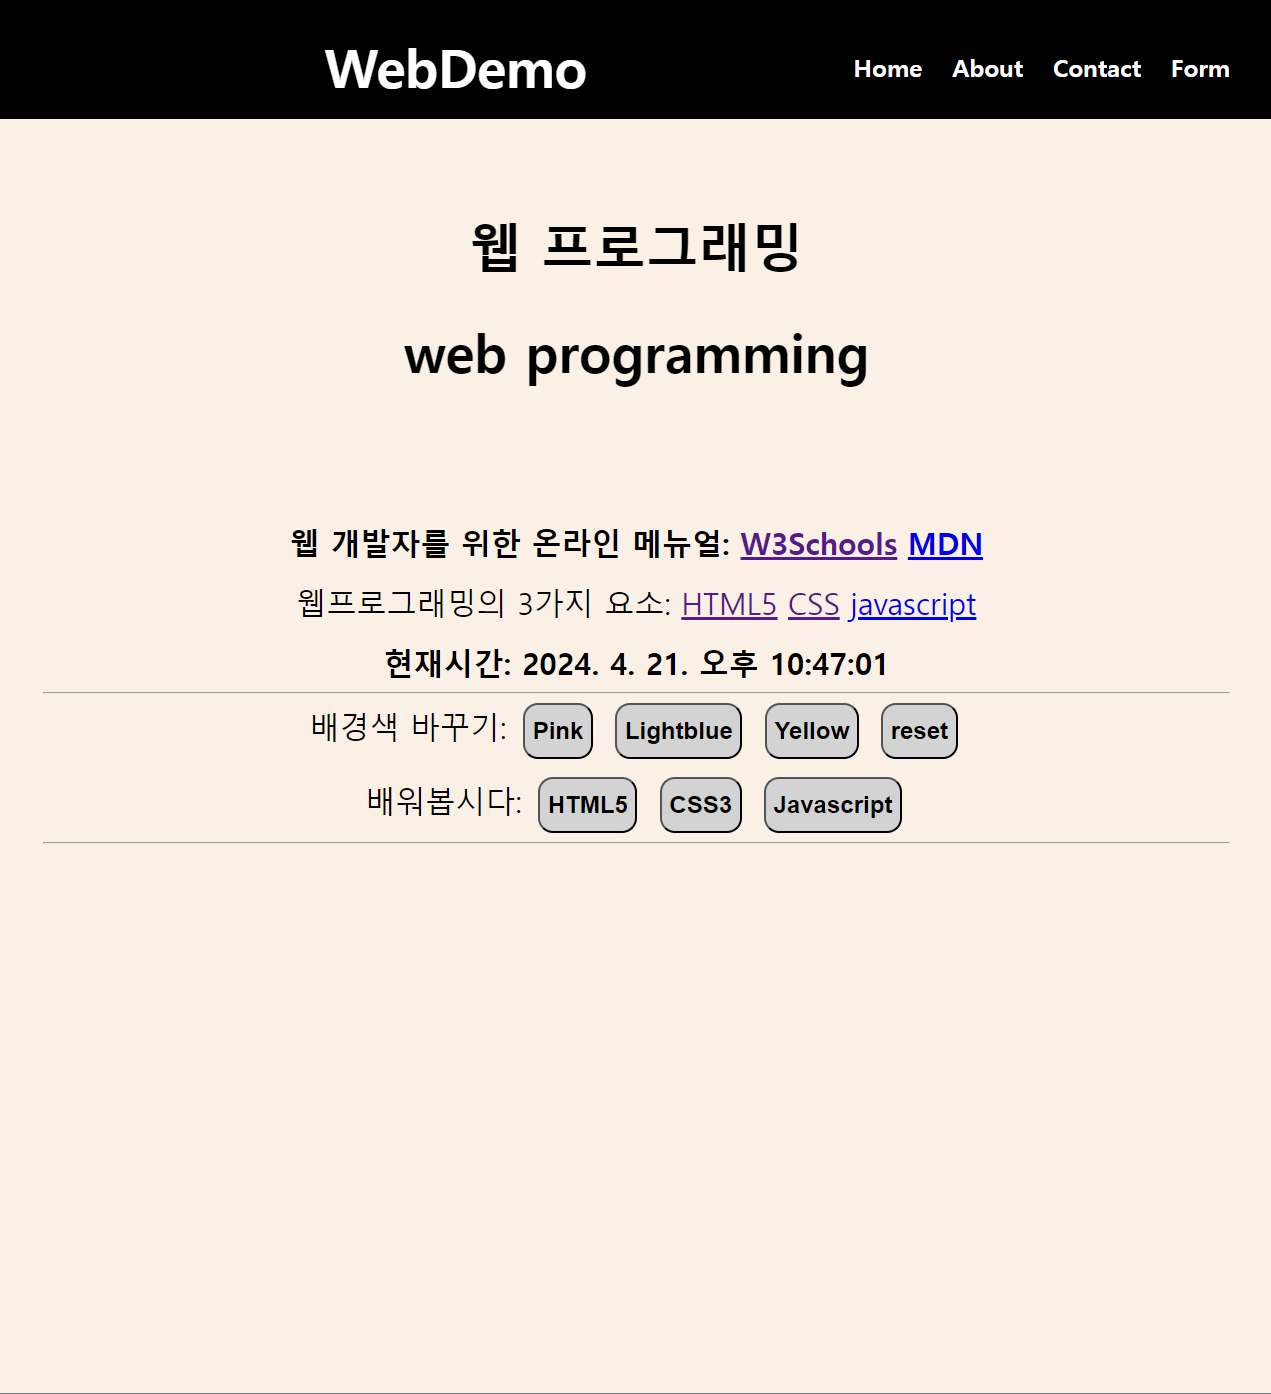 WebDemo Home About Contact Form
웹 프로그래밍
web programming
웹 개발자를 위한 온라인 메뉴얼: W3Schools MDN
웹프로그래밍의 3가지 요소: HTML5 CSS javascript
현재시간: 2024. 4. 21. 오후 10:47:01
배경색 바꾸기: Pink Lightblue Yellow reset
배워봅시다: HTML5 CSS3 Javascript